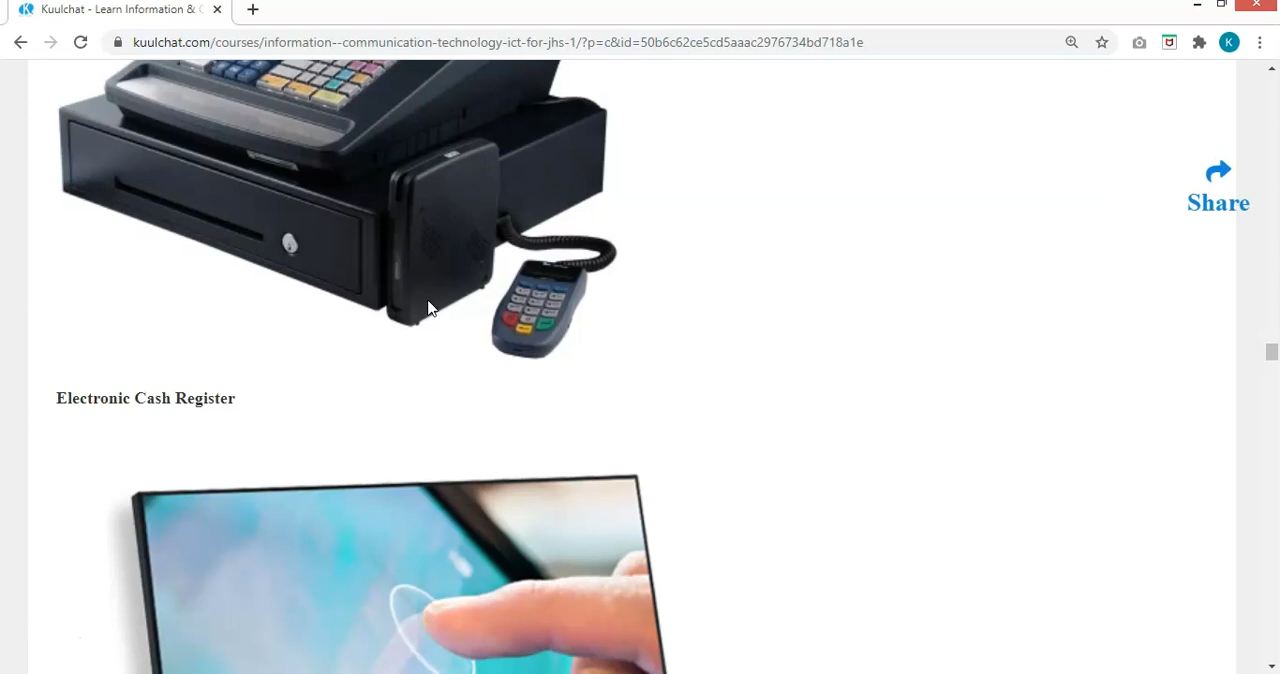 Kuulchat - Learn Information & C
kuulchat.com/courses/information--communication-technology-ict-for-jhs-1/?p=c&id=50b6c62ce5cd5aaac2976734bd718a1e
K
Share
Electronic Cash Register